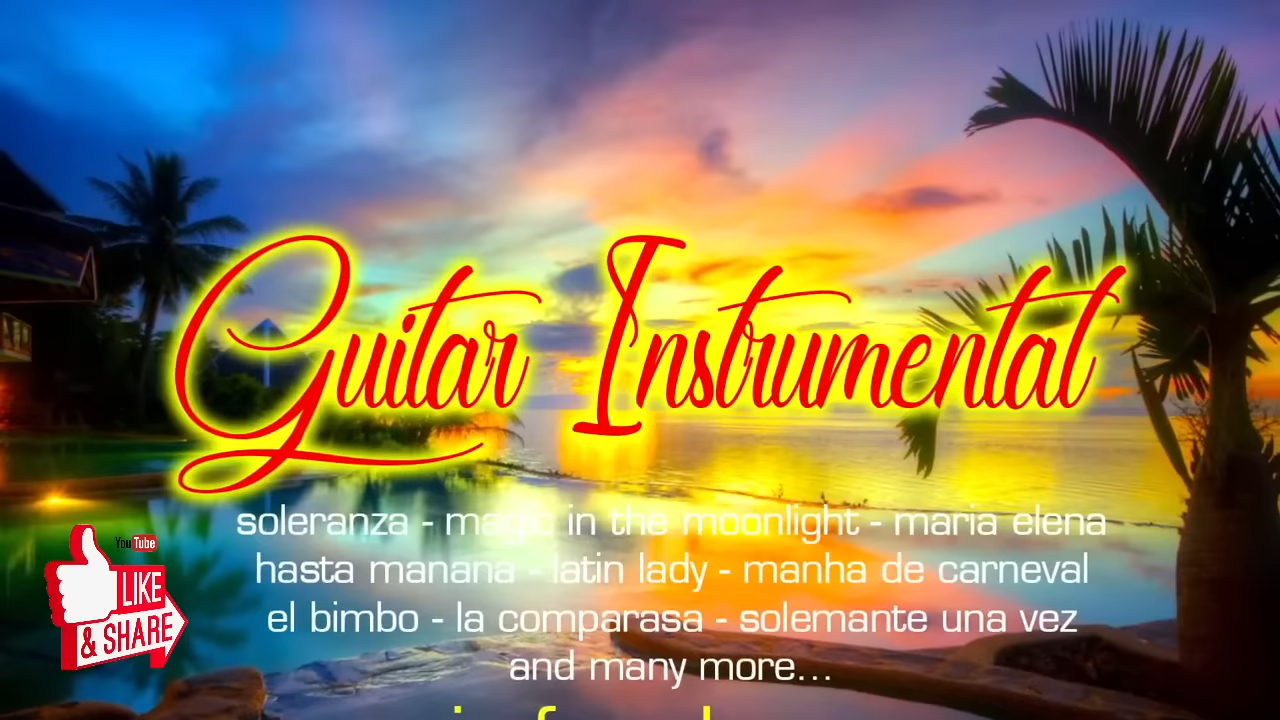 Guitar Instrumental
soleranza - magic in the moonlight - maria elena
hasta manana - latin lady - manha de carneval
el bimbo - la comparasa - solemante una vez
and many more...
YouTube
LIKE
& SHARE